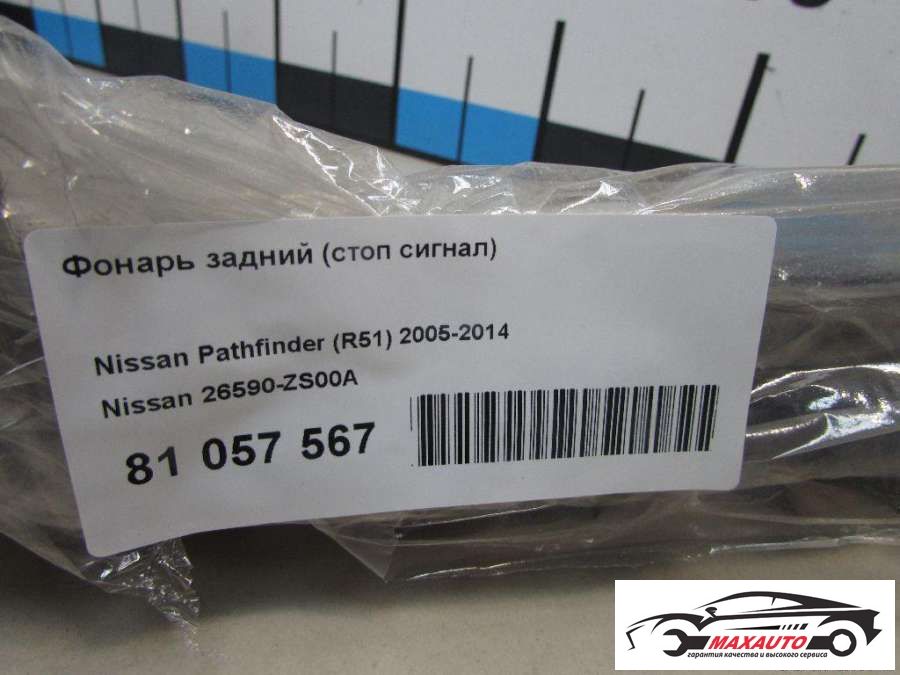 Фонарь задний (стоп сигнал)
Nissan Pathfinder (R51) 2005-2014
Nissan 26590-ZS00A
81 057 567
MAXAUTO
гарантия качества и высокого сервиса